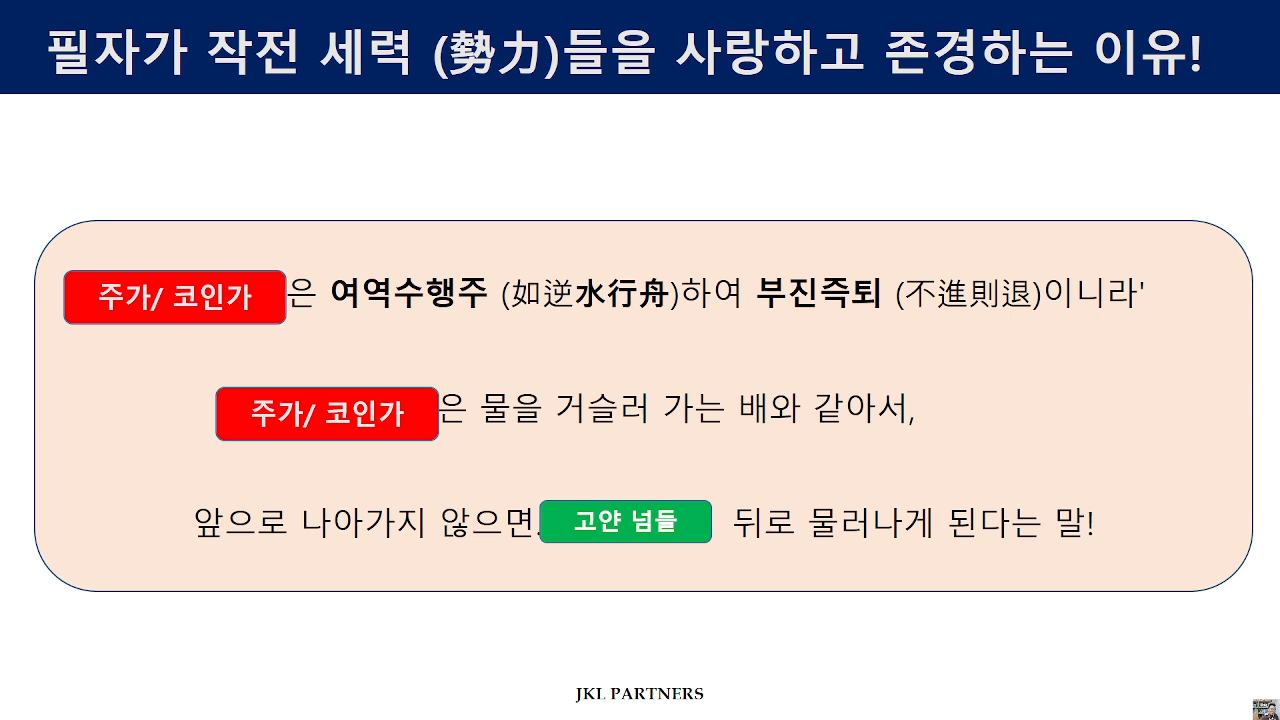 필자가 작전 세력 (勢力)들을 사랑하고 존경하는 이유!
주가/ 코인가은 여역수행주 (如逆水行舟)하여 부진즉퇴 (不進則退)이니라'
주가/ 코인가은 물을 거슬러 가는 배와 같아서,
앞으로 나아가지 않으면. 고얀 넘들 뒤로 물러나게 된다는 말!
JKL PARTNERS